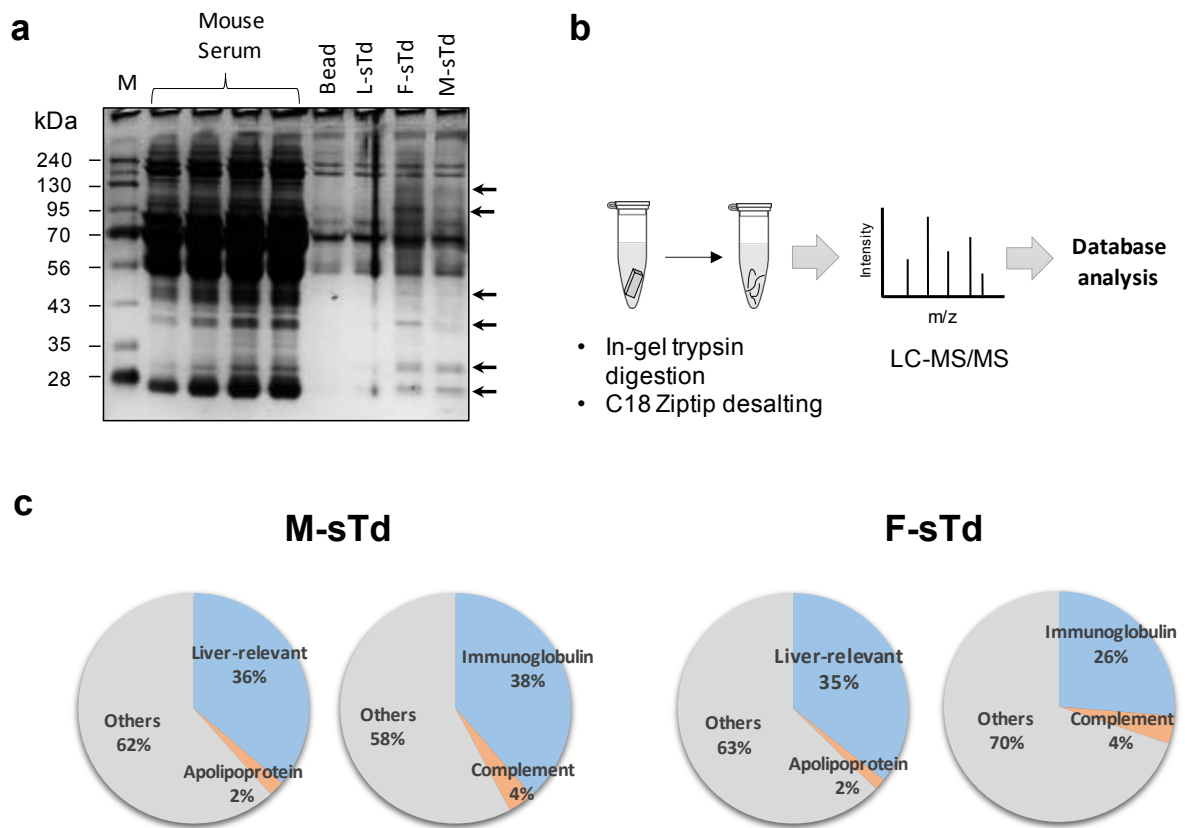 a
Mouse
Serum
M
Bead
L-sTd
F-sTd
M-sTd
kDa
240
130
95
70
56
43
35
28
b
Intensity
m/z
Database
analysis
• In-gel trypsin
digestion
• C18 Ziptip desalting
LC-MS/MS
c
M-sTd
F-sTd
Liver-relevant
36%
Others
62%
Apolipoprotein
2%
Immunoglobulin
38%
Others
58%
Complement
4%
Liver-relevant
35%
Others
63%
Apolipoprotein
2%
Immunoglobulin
26%
Others
70%
Complement
4%